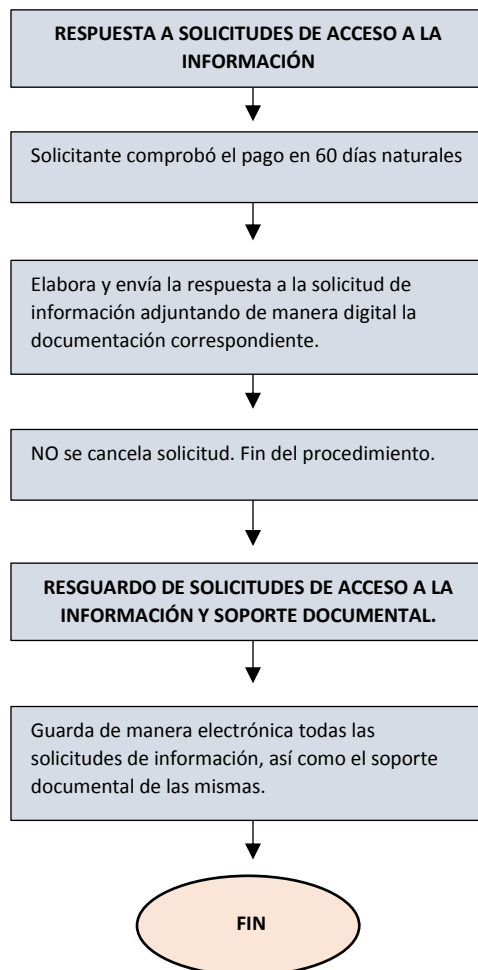 RESPUESTA A SOLICITUDES DE ACCESO A LA
INFORMACIÓN
Solicitante comprobó el pago en 60 días naturales
Elabora y envía la respuesta a la solicitud de
información adjuntando de manera digital la
documentación correspondiente.
NO se cancela solicitud. Fin del procedimiento.
RESGUARDO DE SOLICITUDES DE ACCESO A LA
INFORMACIÓN Y SOPORTE DOCUMENTAL.
Guarda de manera electrónica todas las
solicitudes de información, así como el soporte
documental de las mismas.
FIN